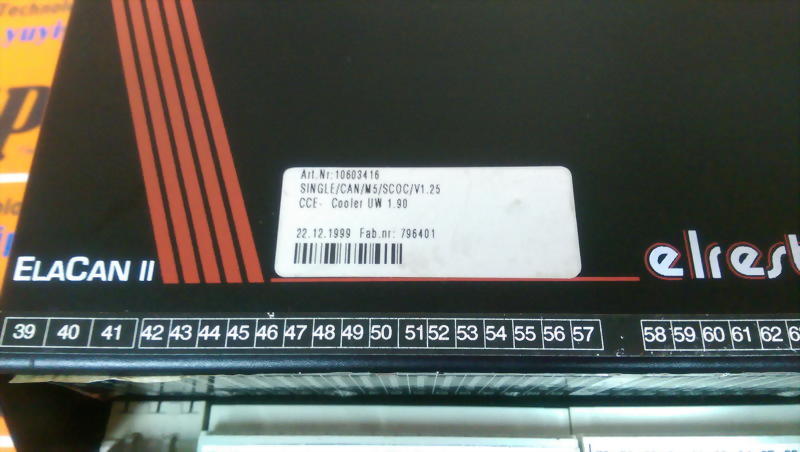 Art.Nr:10603416
SINGLE/CAN/M5/SCOC/V1.25
CCE- Cooler UW 1.90
22.12.1999 Fab.nr: 796401
ELACAN II
elrest
39 40 41 42 43 44 45 46 47 48 49 50 51 52 53 54 55 56 57 58 59 60 61 62